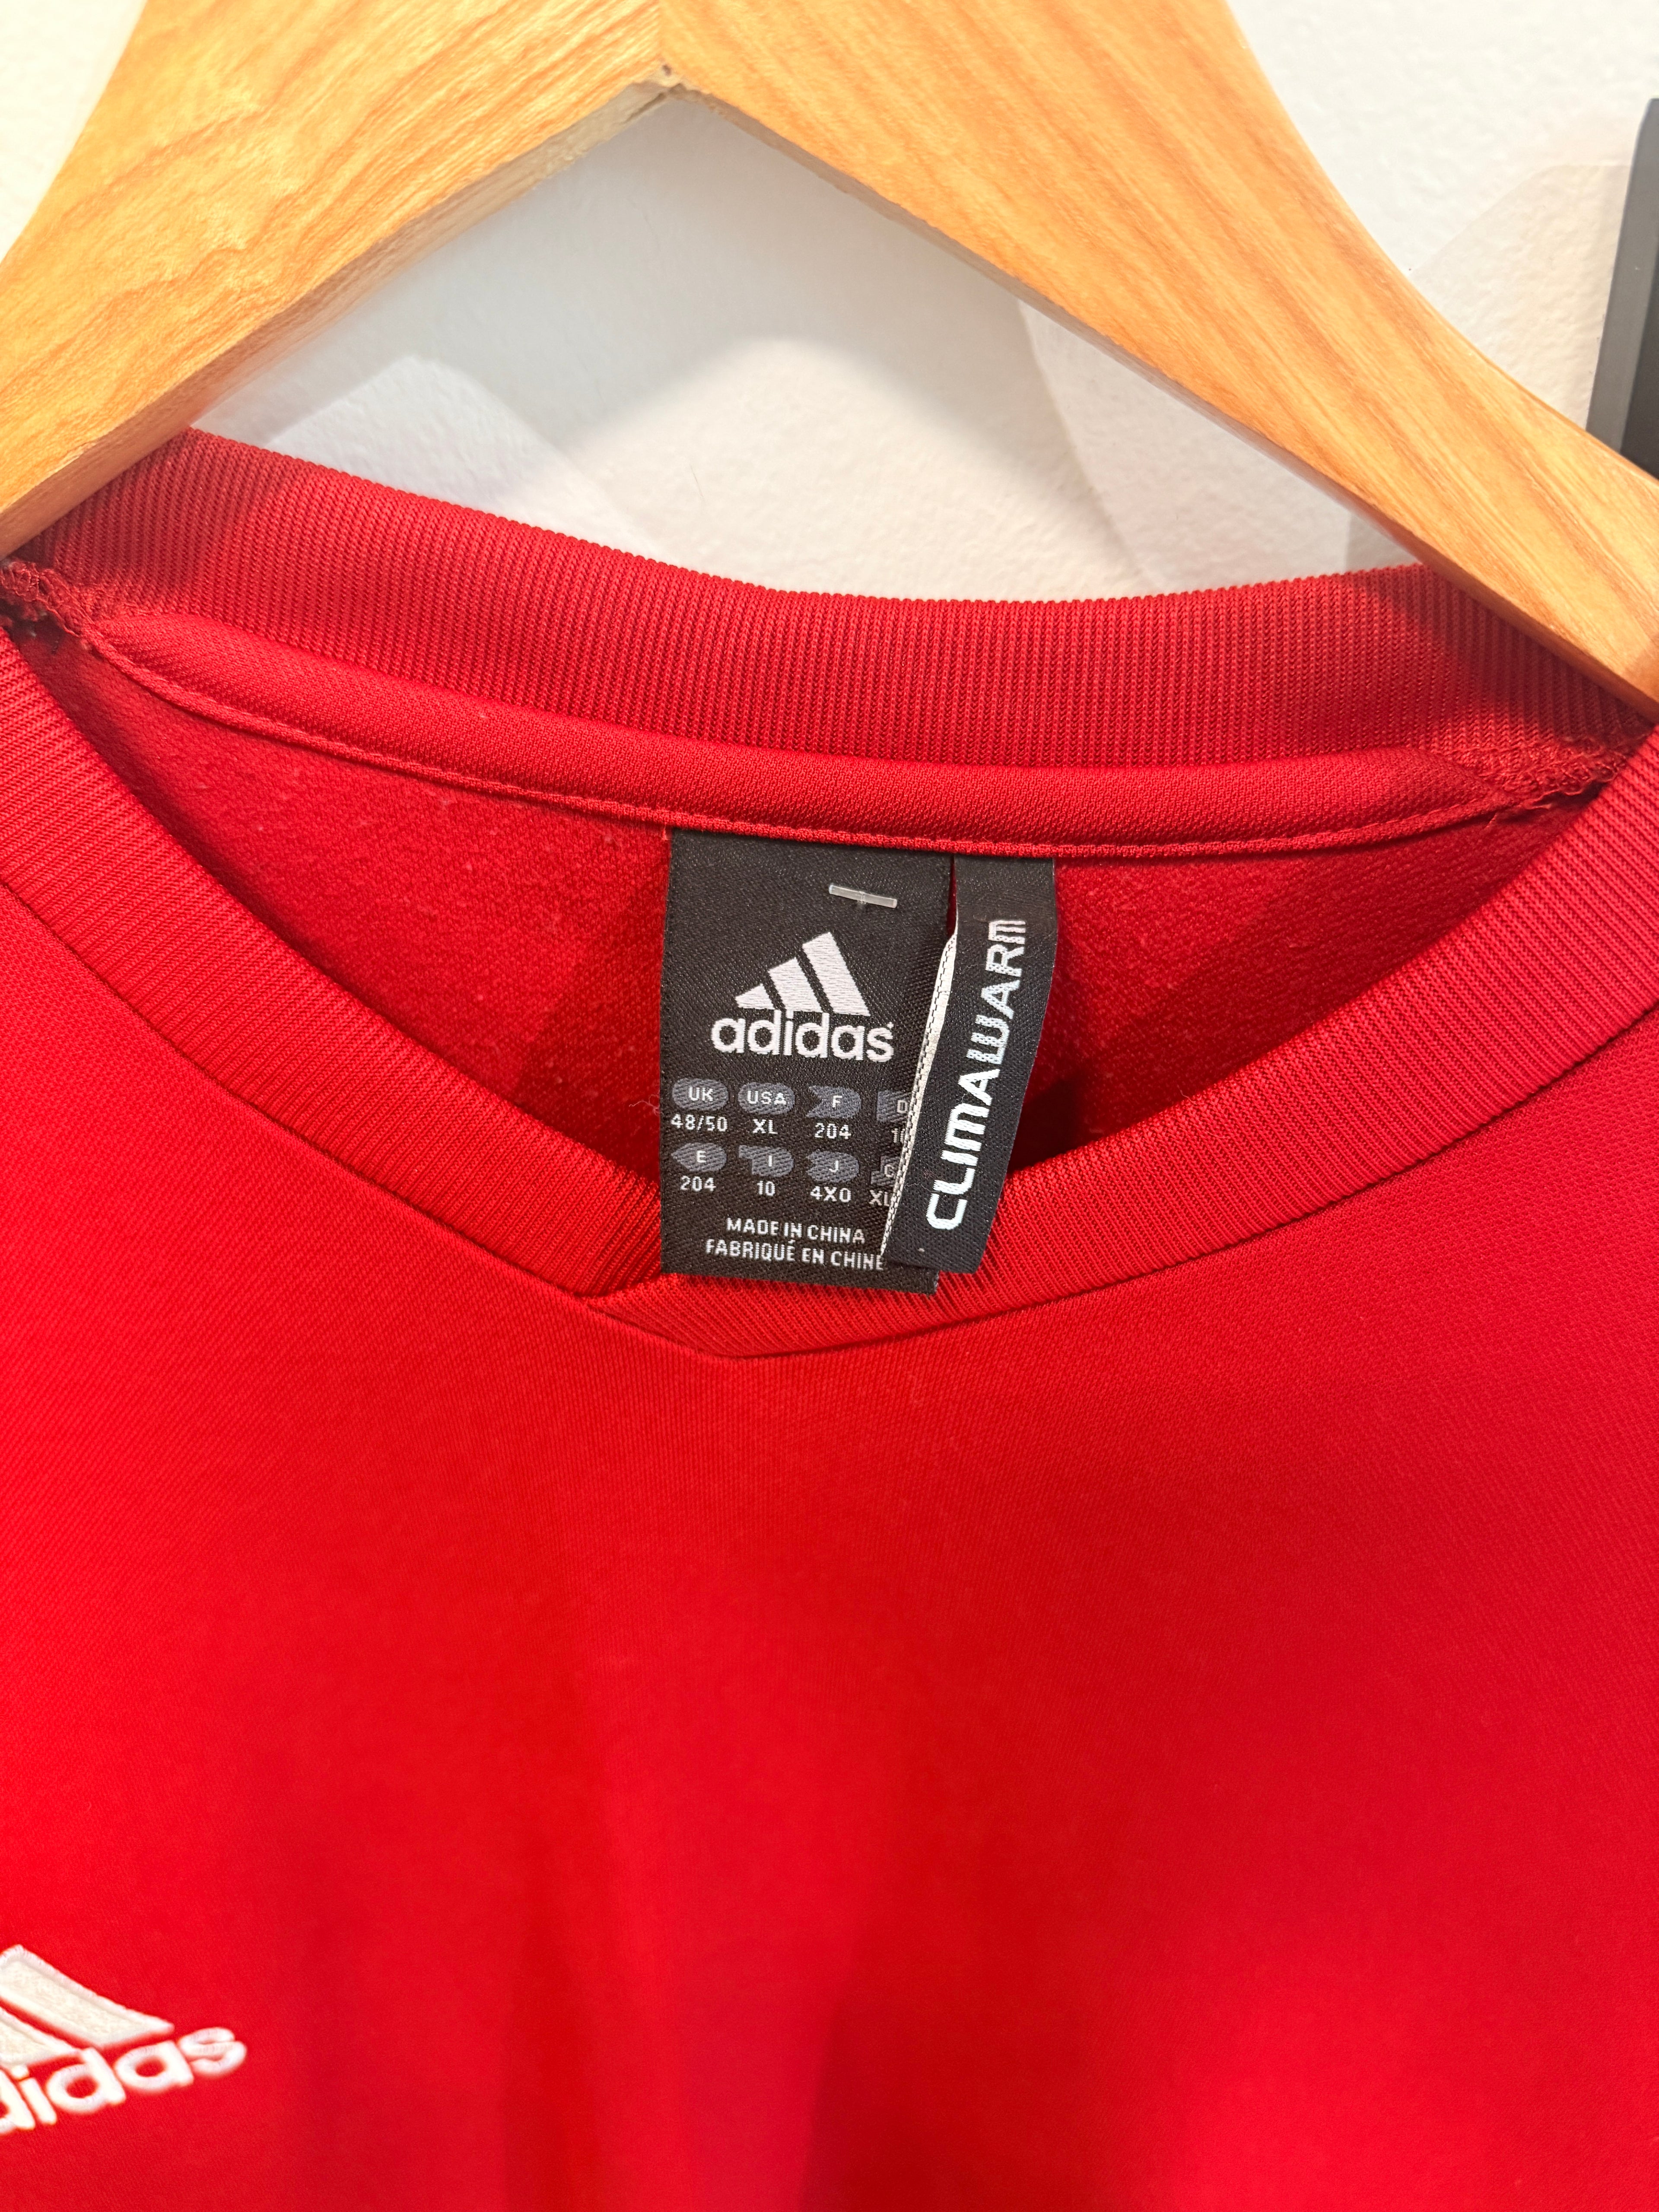 adidas
UK USA F D
48/50 XL 204
E I J
204 10 4XO
MADE IN CHINA
FABRIQUÉ EN CHINE
CLIMAWARM
adidas